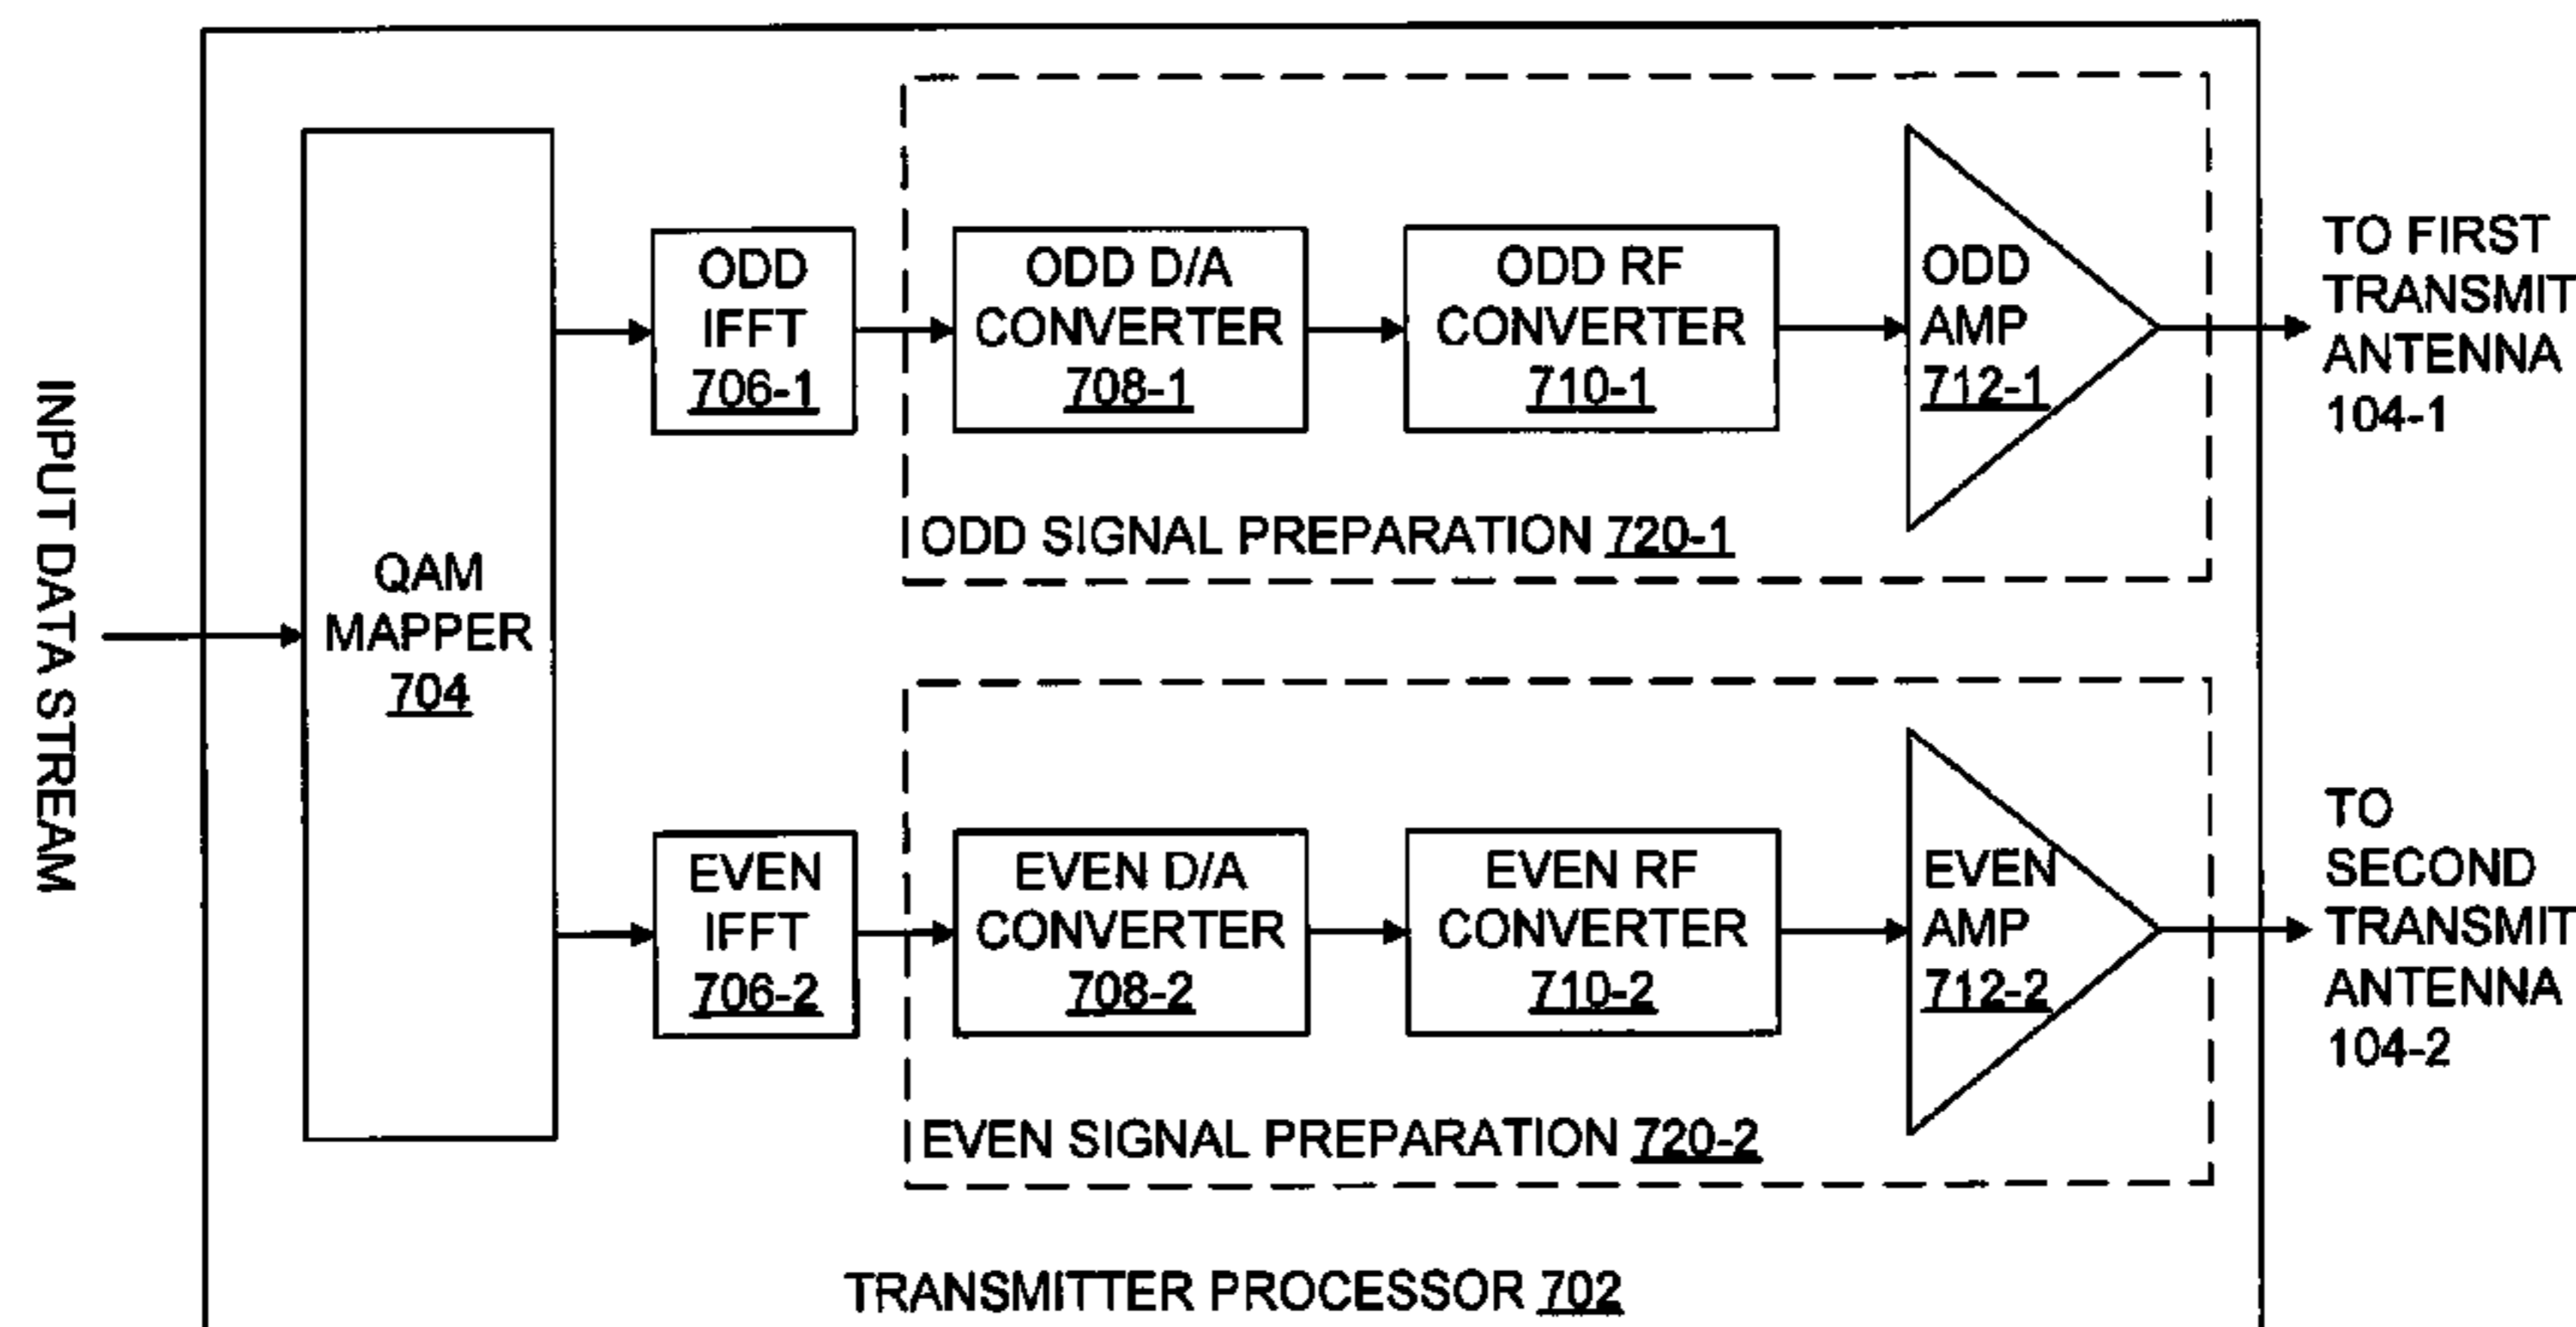 INPUT DATA STREAM
QAM
MAPPER
704
ODD
IFFT
706-1
ODD D/A
CONVERTER
708-1
ODD RF
CONVERTER
710-1
ODD
AMP
712-1
TO FIRST
TRANSMIT
ANTENNA
104-1
ODD SIGNAL PREPARATION 720-1
EVEN
IFFT
706-2
EVEN D/A
CONVERTER
708-2
EVEN RF
CONVERTER
710-2
EVEN
AMP
712-2
TO
SECOND
TRANSMIT
ANTENNA
104-2
EVEN SIGNAL PREPARATION 720-2
TRANSMITTER PROCESSOR 702